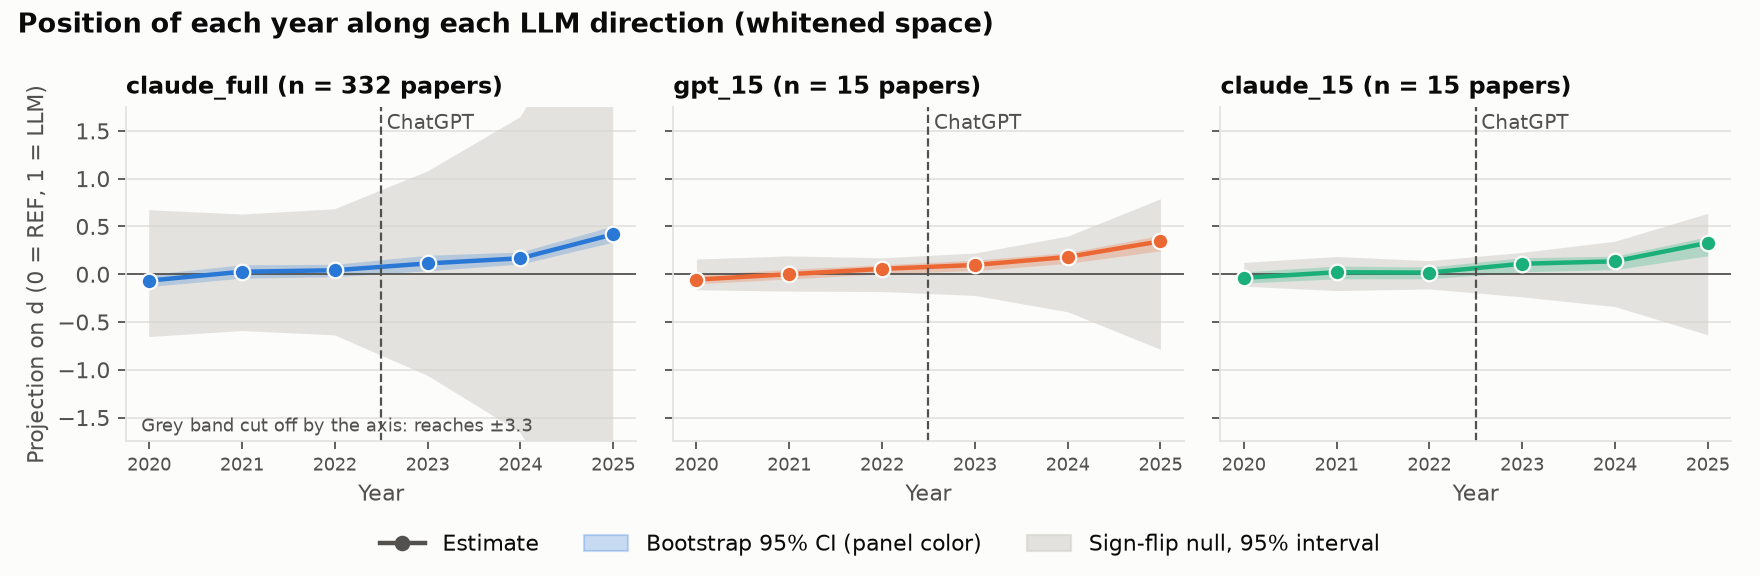 Position of each year along each LLM direction (whitened space)
claude_full (n = 332 papers)
gpt_15 (n = 15 papers)
claude_15 (n = 15 papers)
Projection on d (0 = REF, 1 = LLM)
1.5
1.0
0.5
0.0
−0.5
−1.0
−1.5
ChatGPT
ChatGPT
ChatGPT
Grey band cut off by the axis: reaches ±3.3
2020 2021 2022 2023 2024 2025
2020 2021 2022 2023 2024 2025
2020 2021 2022 2023 2024 2025
Year
Year
Year
Estimate
Bootstrap 95% CI (panel color)
Sign-flip null, 95% interval